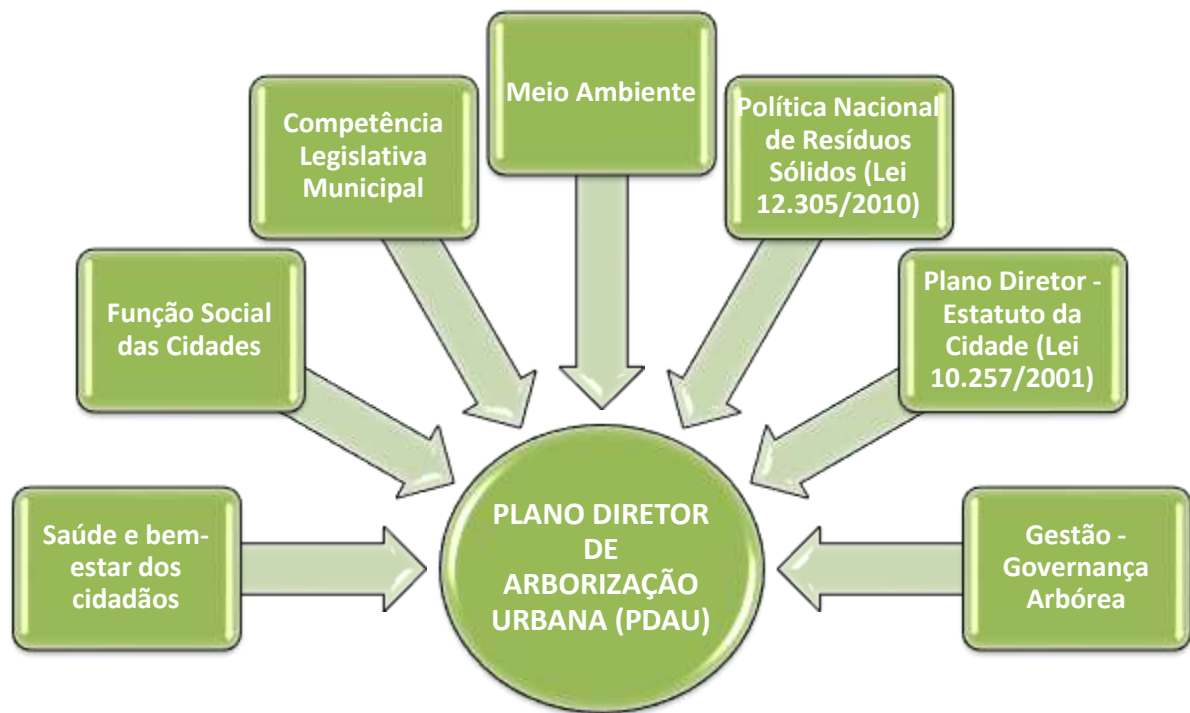 Meio Ambiente
Competência
Legislativa
Municipal
Política Nacional
de Resíduos
Sólidos (Lei
12.305/2010)
Função Social
das Cidades
Plano Diretor -
Estatuto da
Cidade (Lei
10.257/2001)
Saúde e bem-
estar dos
cidadãos
PLANO DIRETOR
DE
ARBORIZAÇÃO
URBANA (PDAU)
Gestão -
Governança
Arbórea